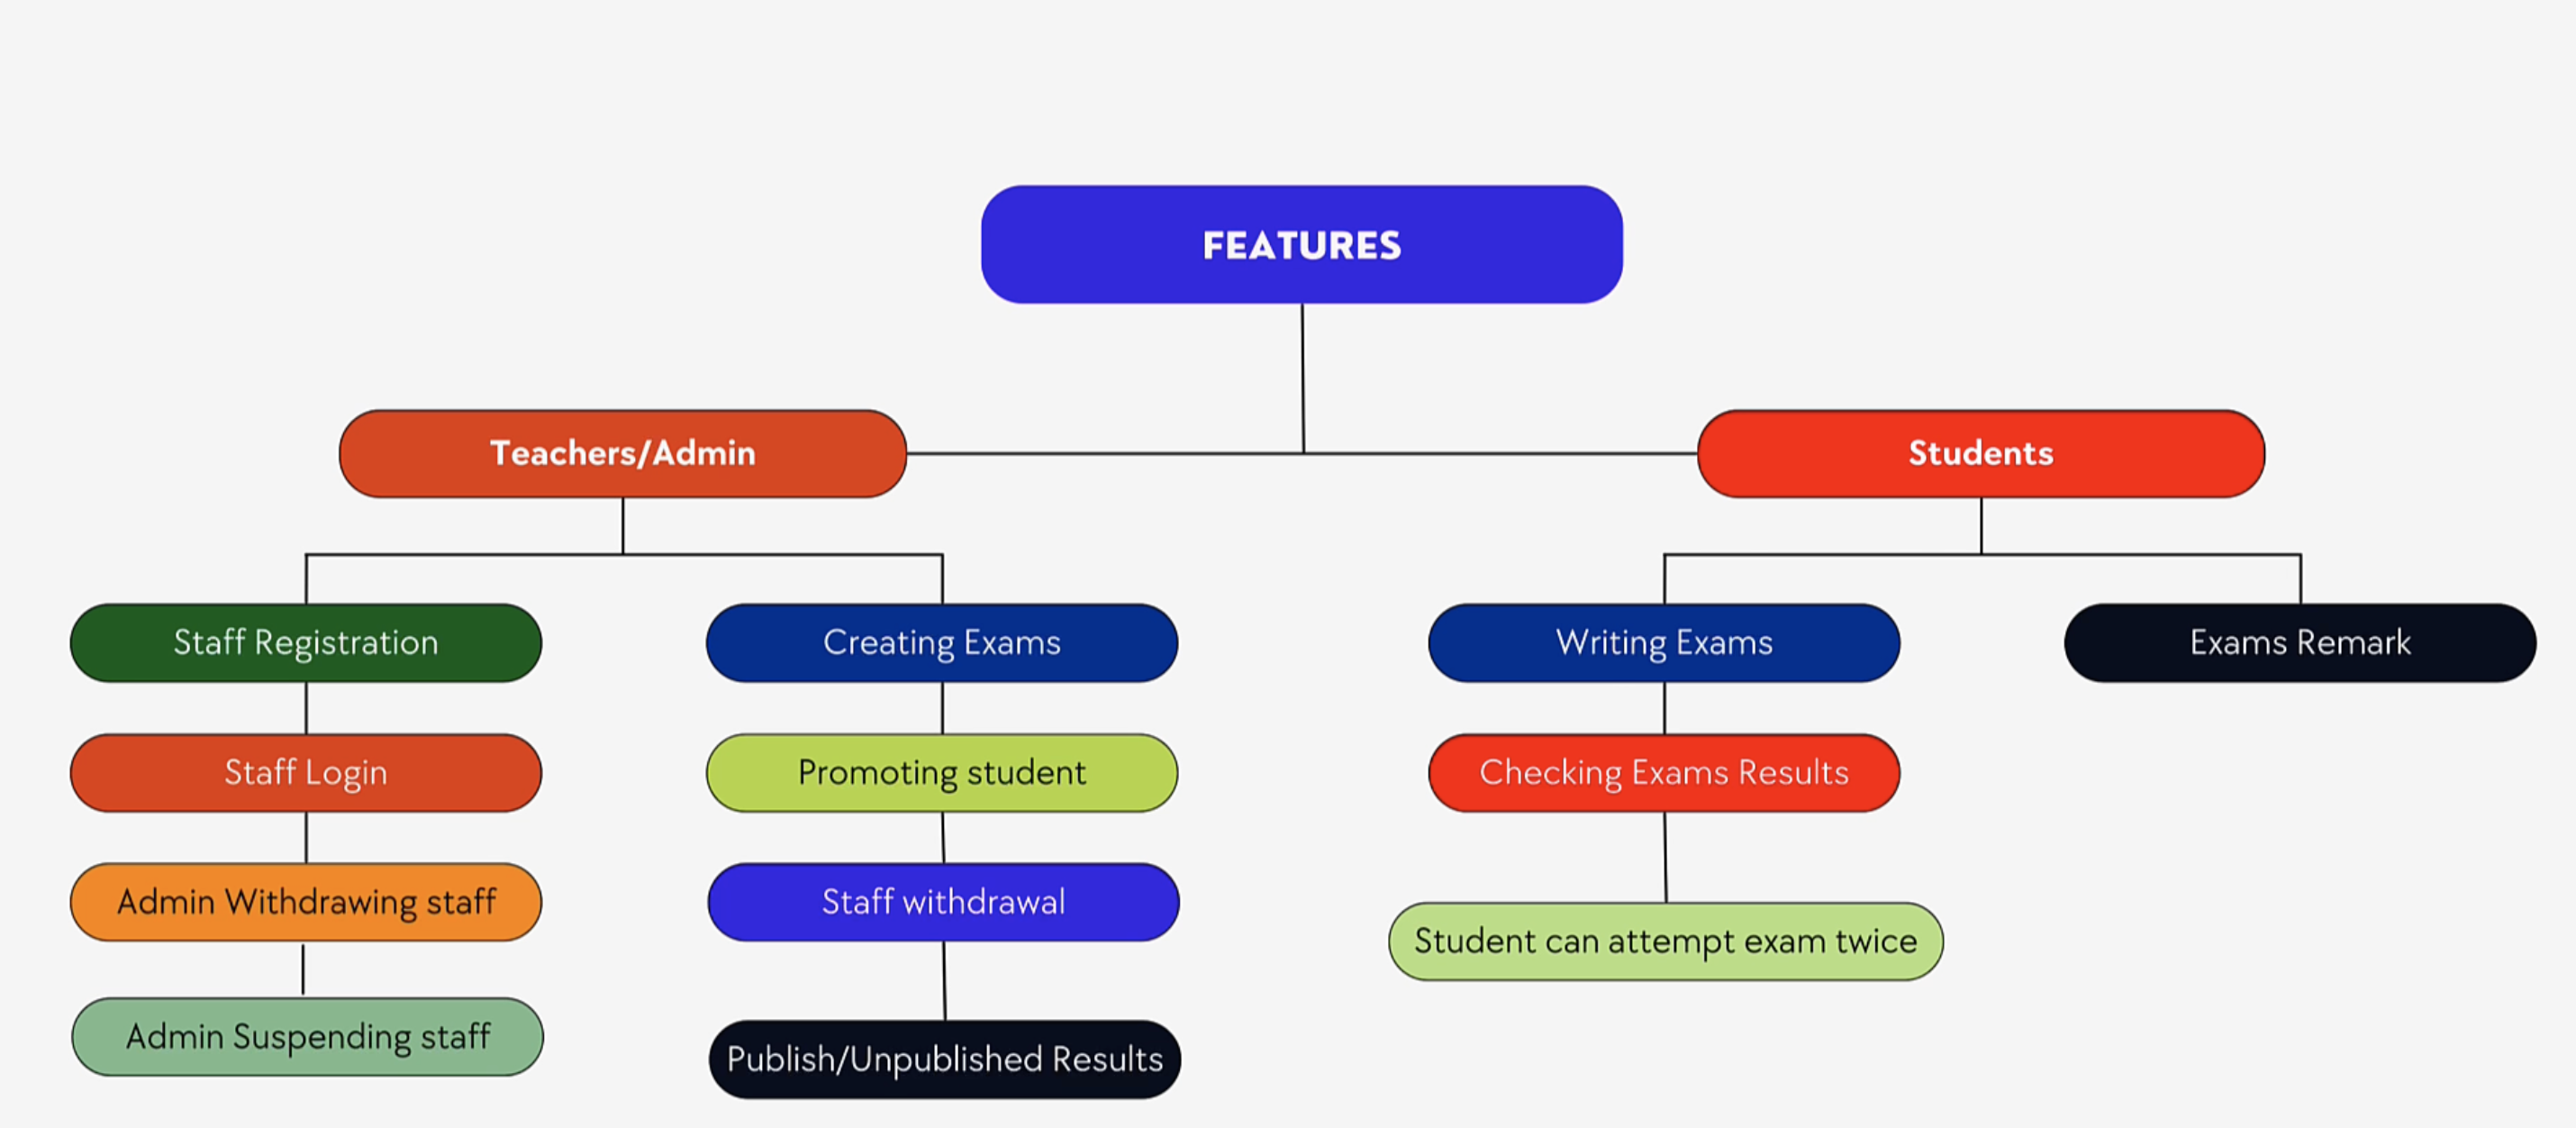 FEATURES
Teachers/Admin
Students
Staff Registration
Creating Exams
Writing Exams
Exams Remark
Staff Login
Promoting student
Checking Exams Results
Admin Withdrawing staff
Staff withdrawal
Student can attempt exam twice
Admin Suspending staff
Publish/Unpublished Results